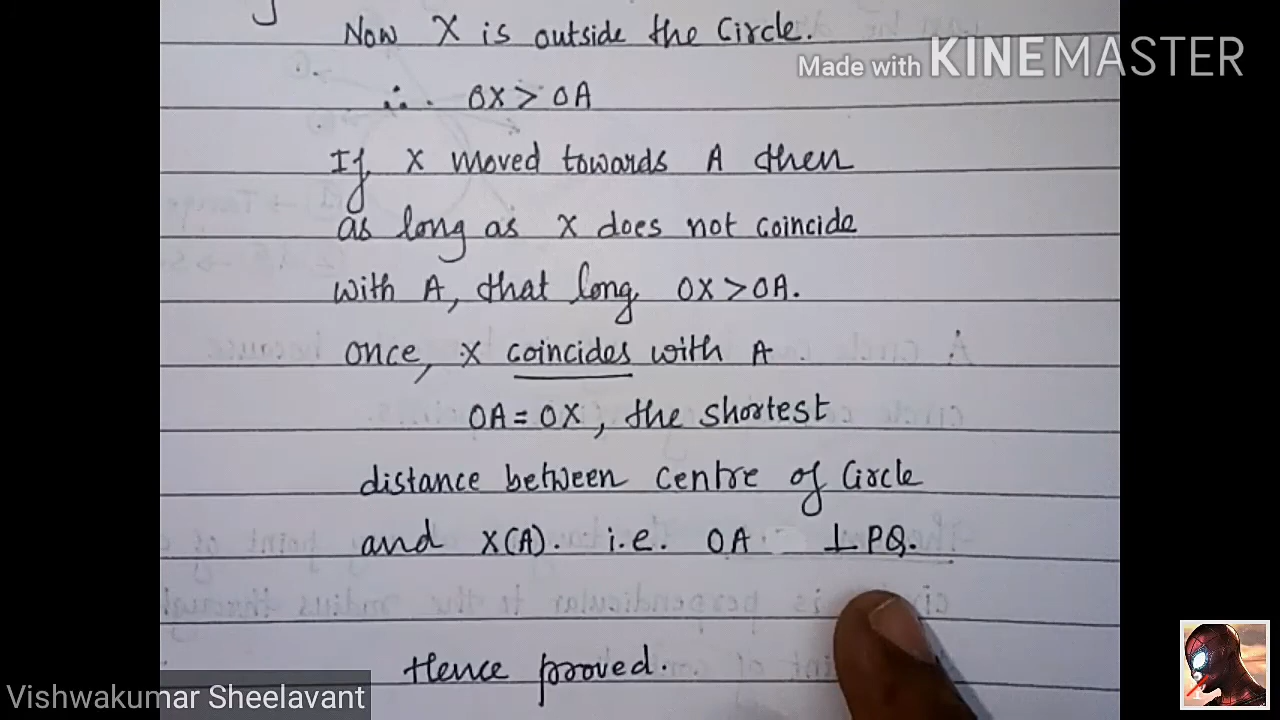 Now X is outside the Circle.
Made with KINEMASTER
∴ OX > OA
If X moved towards A then
as long as X does not coincide
with A, that long OX > OA.
once, X coincides with A
OA = OX, the shortest
distance between centre of Circle
and X(A). i.e. OA ⊥ PQ.
Hence proved.
Vishwakumar Sheelavant